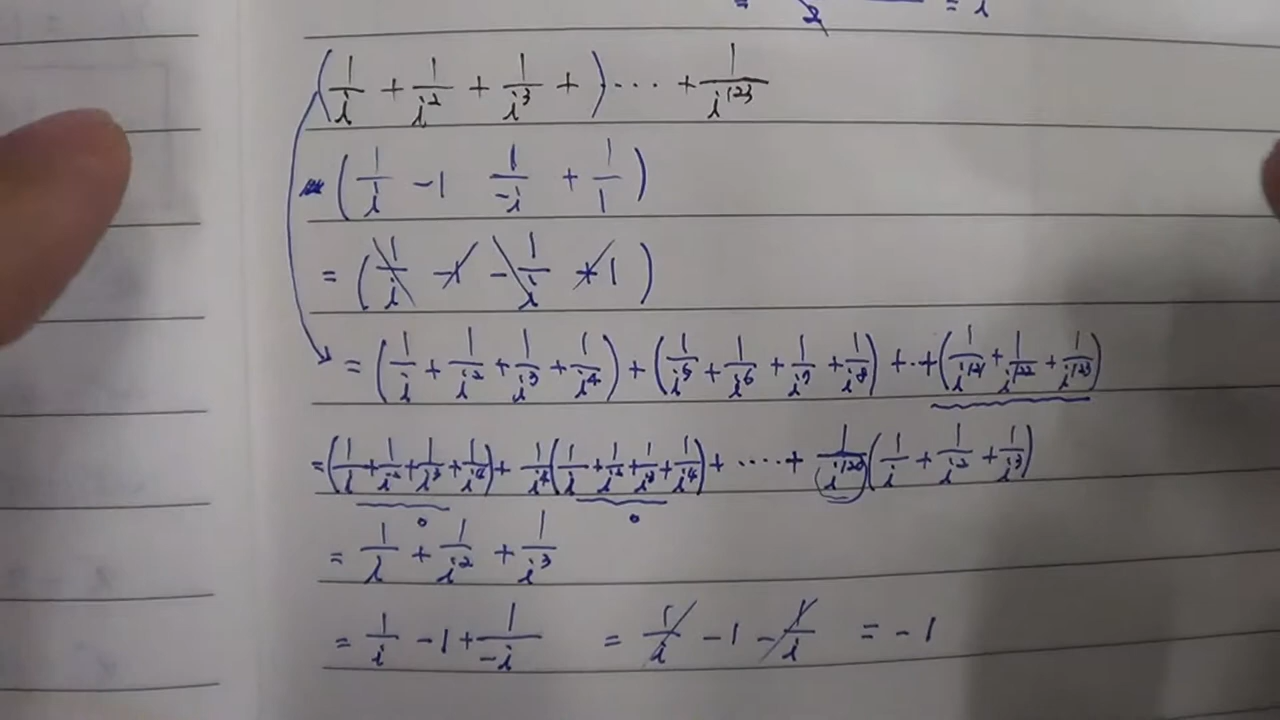 = —/2 = i
(1/i + 1/i² + 1/i³ + ) ··· + 1/i¹²³
(1/i -1 1/-i + 1/1)
= (1/i -1 - 1/i +1)
= (1/i + 1/i² + 1/i³ + 1/i⁴) + (1/i⁵ + 1/i⁶ + 1/i⁷ + 1/i⁸) + ·· + (1/i¹²¹ + 1/i¹²² + 1/i¹²³)
= (1/i + 1/i² + 1/i³ + 1/i⁴) + 1/i⁴ (1/i + 1/i² + 1/i³ + 1/i⁴) + ···· + 1/i¹²⁰ (1/i + 1/i² + 1/i³)
0 0
= 1/i + 1/i² + 1/i³
= 1/i -1 + 1/-i = 1/i -1 - 1/i = -1